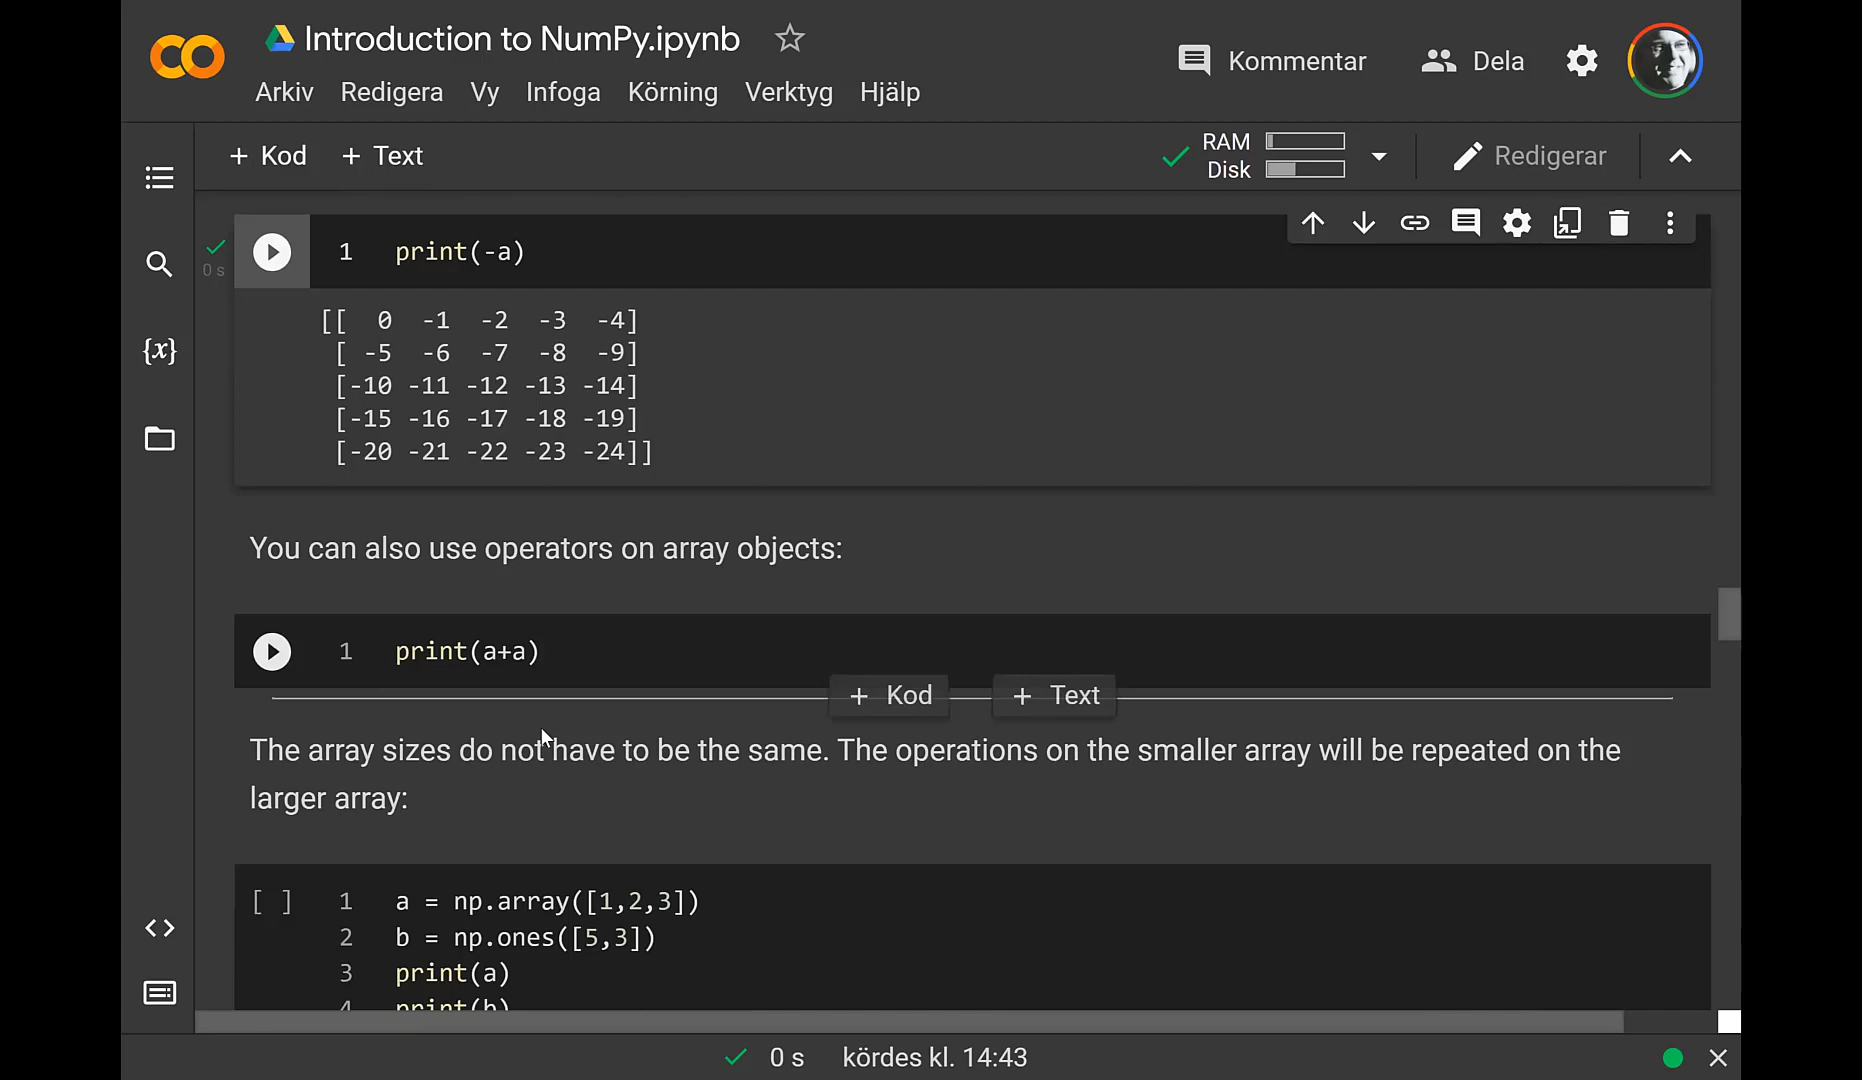 Introduction to NumPy.ipynb
Kommentar
Dela
Arkiv Redigera Vy Infoga Körning Verktyg Hjälp
+ Kod + Text
RAM
Disk
Redigerar
0 s
1 print(-a)
[[  0  -1  -2  -3  -4]
 [ -5  -6  -7  -8  -9]
 [-10 -11 -12 -13 -14]
 [-15 -16 -17 -18 -19]
 [-20 -21 -22 -23 -24]]
{x}
You can also use operators on array objects:
1 print(a+a)
+ Kod + Text
The array sizes do not have to be the same. The operations on the smaller array will be repeated on the
larger array:
[ ] 1 a = np.array([1,2,3])
2 b = np.ones([5,3])
3 print(a)
4 print(b)
0 s kördes kl. 14:43